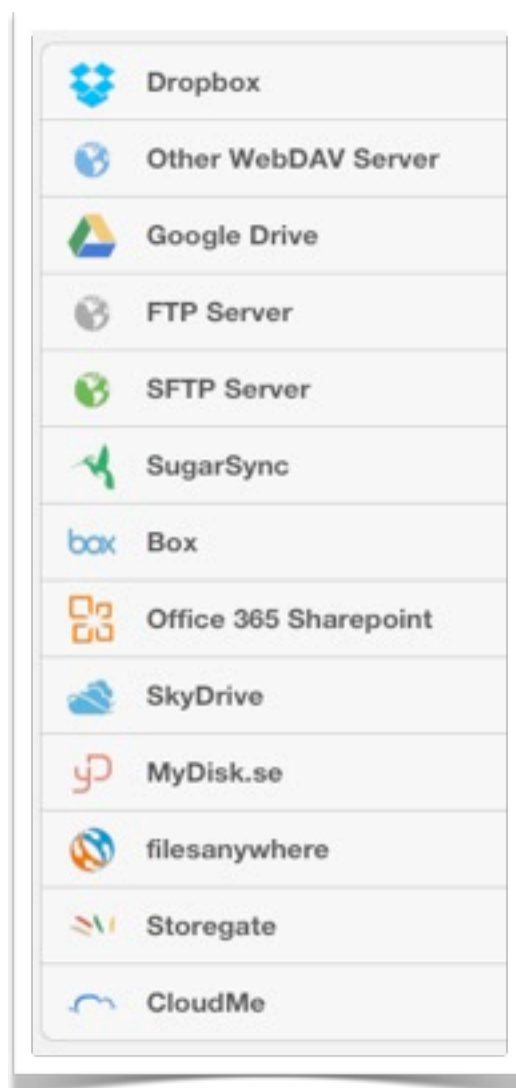 Dropbox
Other WebDAV Server
Google Drive
FTP Server
SFTP Server
SugarSync
box Box
Office 365 Sharepoint
SkyDrive
MyDisk.se
filesanywhere
Storegate
CloudMe